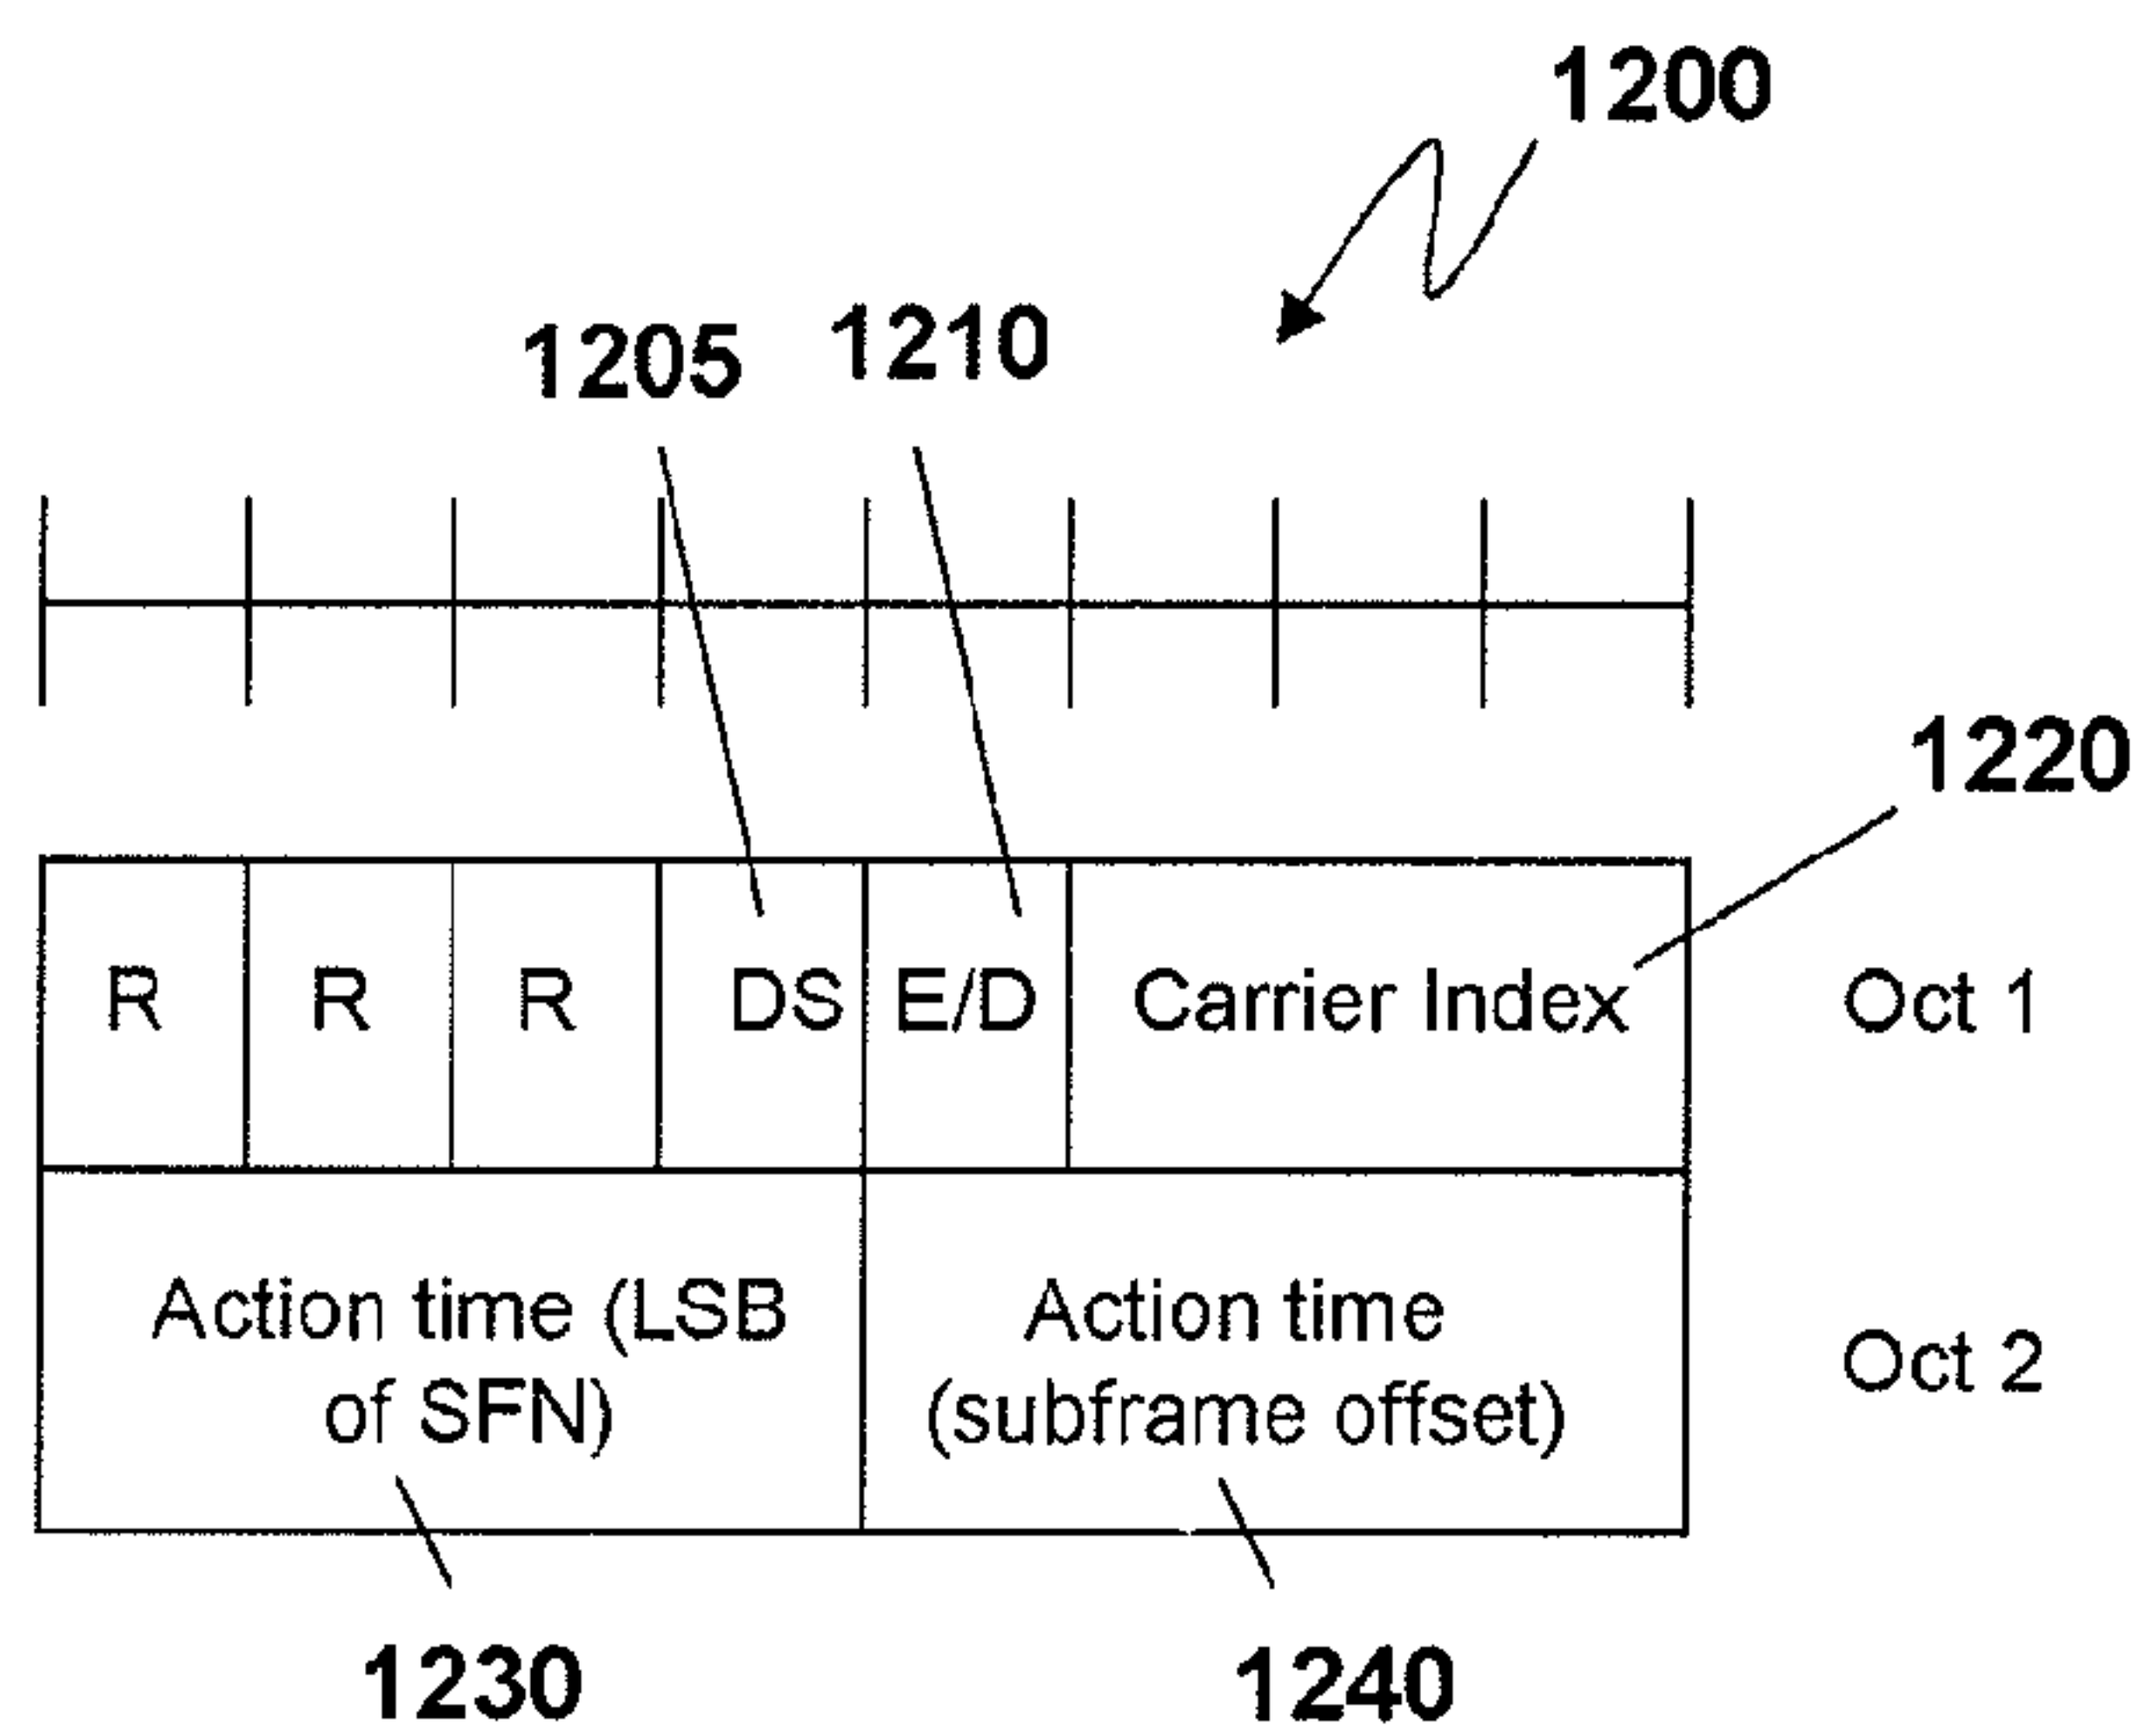 1200
1205 1210
1220
R R R DS E/D Carrier Index Oct 1
Action time (LSB
of SFN)
Action time
(subframe offset)
Oct 2
1230 1240